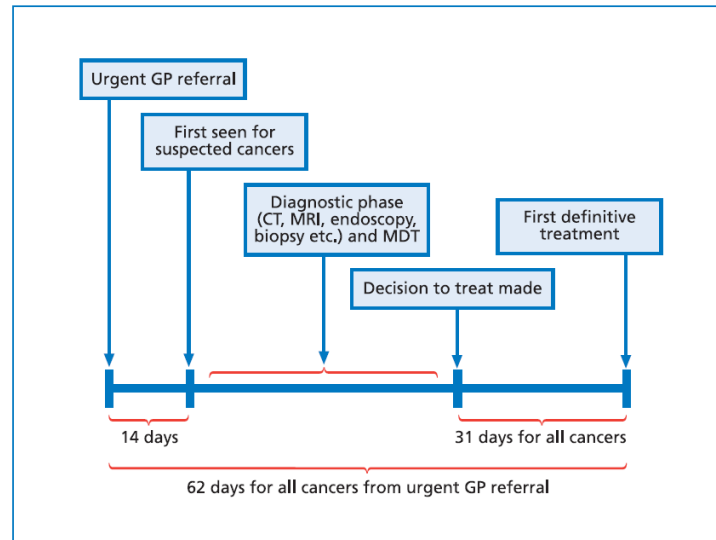 Urgent GP referral
First seen for
suspected cancers
Diagnostic phase
(CT, MRI, endoscopy,
biopsy etc.) and MDT
First definitive
treatment
Decision to treat made
14 days
31 days for all cancers
62 days for all cancers from urgent GP referral